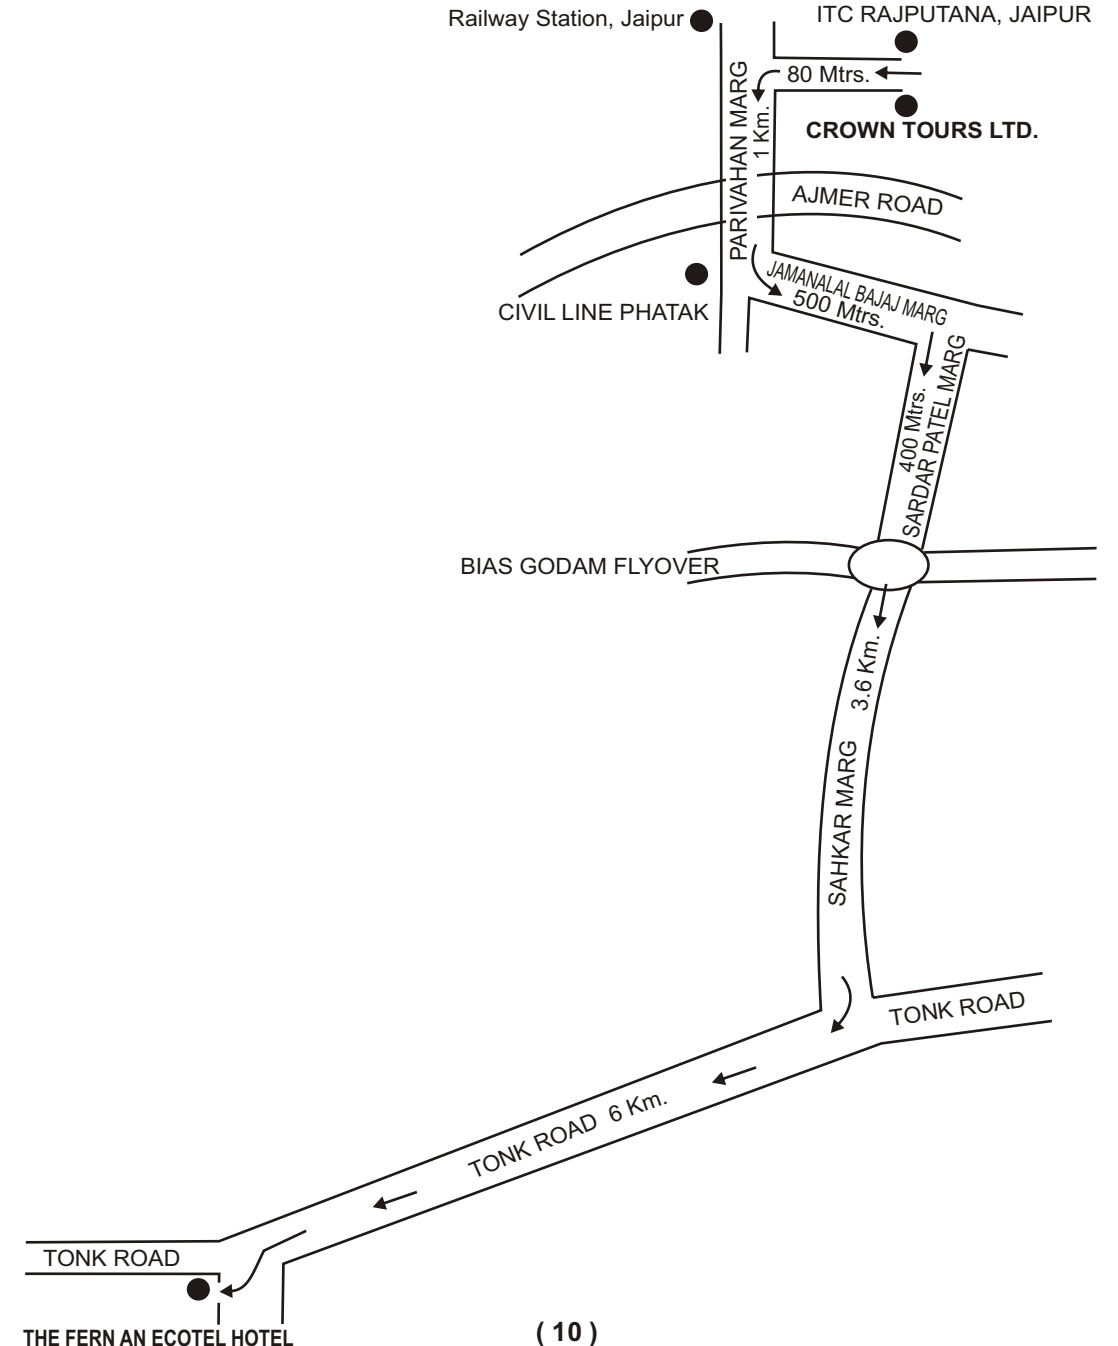 Railway Station, Jaipur
ITC RAJPUTANA, JAIPUR
80 Mtrs.
CROWN TOURS LTD.
PARIVAHAN MARG
1 Km.
AJMER ROAD
JAMANALAL BAJAJ MARG
500 Mtrs.
CIVIL LINE PHATAK
400 Mtrs.
SARDAR PATEL MARG
BIAS GODAM FLYOVER
3.6 Km.
SAHKAR MARG
TONK ROAD
TONK ROAD 6 Km.
TONK ROAD
THE FERN AN ECOTEL HOTEL
( 10 )